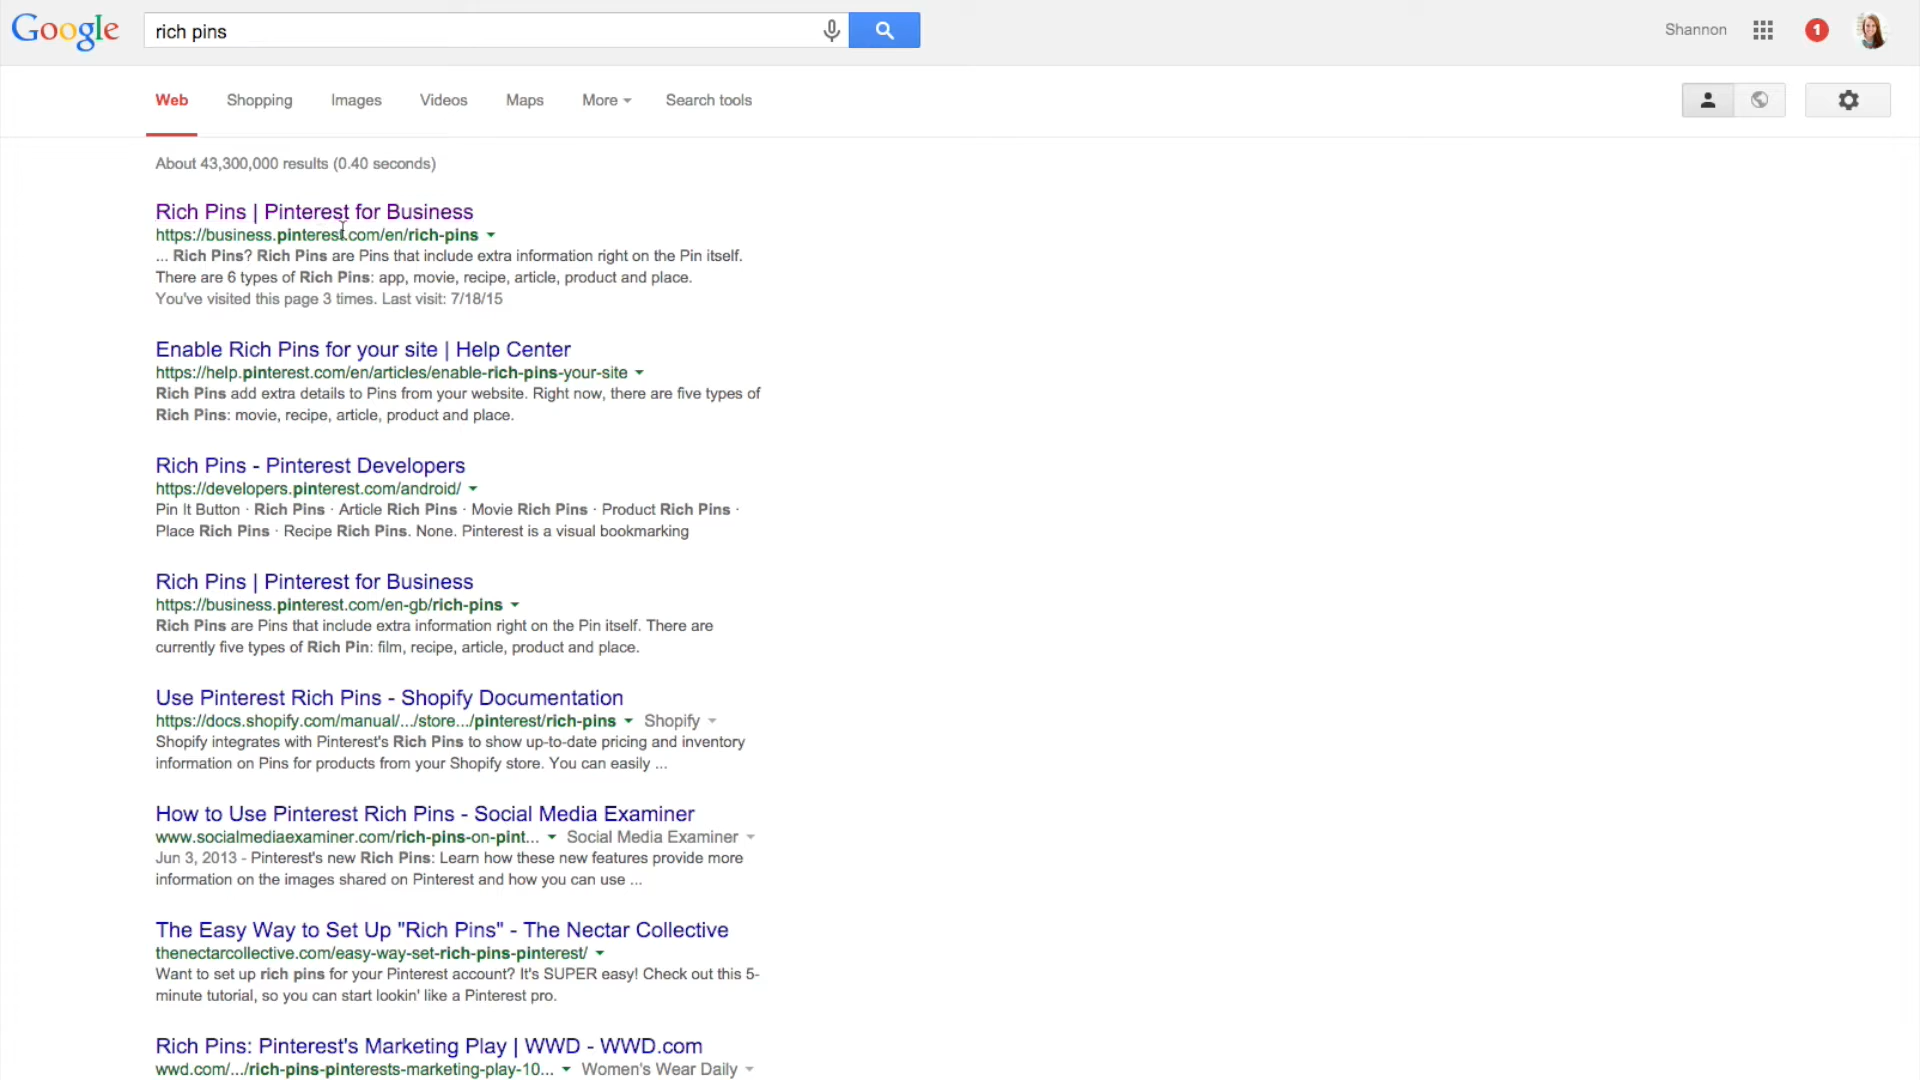 Google
rich pins
Shannon
1
Web Shopping Images Videos Maps More Search tools
About 43,300,000 results (0.40 seconds)
Rich Pins | Pinterest for Business
https://business.pinterest.com/en/rich-pins
... Rich Pins? Rich Pins are Pins that include extra information right on the Pin itself.
There are 6 types of Rich Pins: app, movie, recipe, article, product and place.
You've visited this page 3 times. Last visit: 7/18/15
Enable Rich Pins for your site | Help Center
https://help.pinterest.com/en/articles/enable-rich-pins-your-site
Rich Pins add extra details to Pins from your website. Right now, there are five types of
Rich Pins: movie, recipe, article, product and place.
Rich Pins - Pinterest Developers
https://developers.pinterest.com/android/
Pin It Button · Rich Pins · Article Rich Pins · Movie Rich Pins · Product Rich Pins ·
Place Rich Pins · Recipe Rich Pins. None. Pinterest is a visual bookmarking
Rich Pins | Pinterest for Business
https://business.pinterest.com/en-gb/rich-pins
Rich Pins are Pins that include extra information right on the Pin itself. There are
currently five types of Rich Pin: film, recipe, article, product and place.
Use Pinterest Rich Pins - Shopify Documentation
https://docs.shopify.com/manual/.../store.../pinterest/rich-pins Shopify
Shopify integrates with Pinterest's Rich Pins to show up-to-date pricing and inventory
information on Pins for products from your Shopify store. You can easily ...
How to Use Pinterest Rich Pins - Social Media Examiner
www.socialmediaexaminer.com/rich-pins-on-pint... Social Media Examiner
Jun 3, 2013 - Pinterest's new Rich Pins: Learn how these new features provide more
information on the images shared on Pinterest and how you can use ...
The Easy Way to Set Up "Rich Pins" - The Nectar Collective
thenectarcollective.com/easy-way-set-rich-pins-pinterest/
Want to set up rich pins for your Pinterest account? It's SUPER easy! Check out this 5-
minute tutorial, so you can start lookin' like a Pinterest pro.
Rich Pins: Pinterest's Marketing Play | WWD - WWD.com
wwd.com/.../rich-pins-pinterests-marketing-play-10... Women's Wear Daily